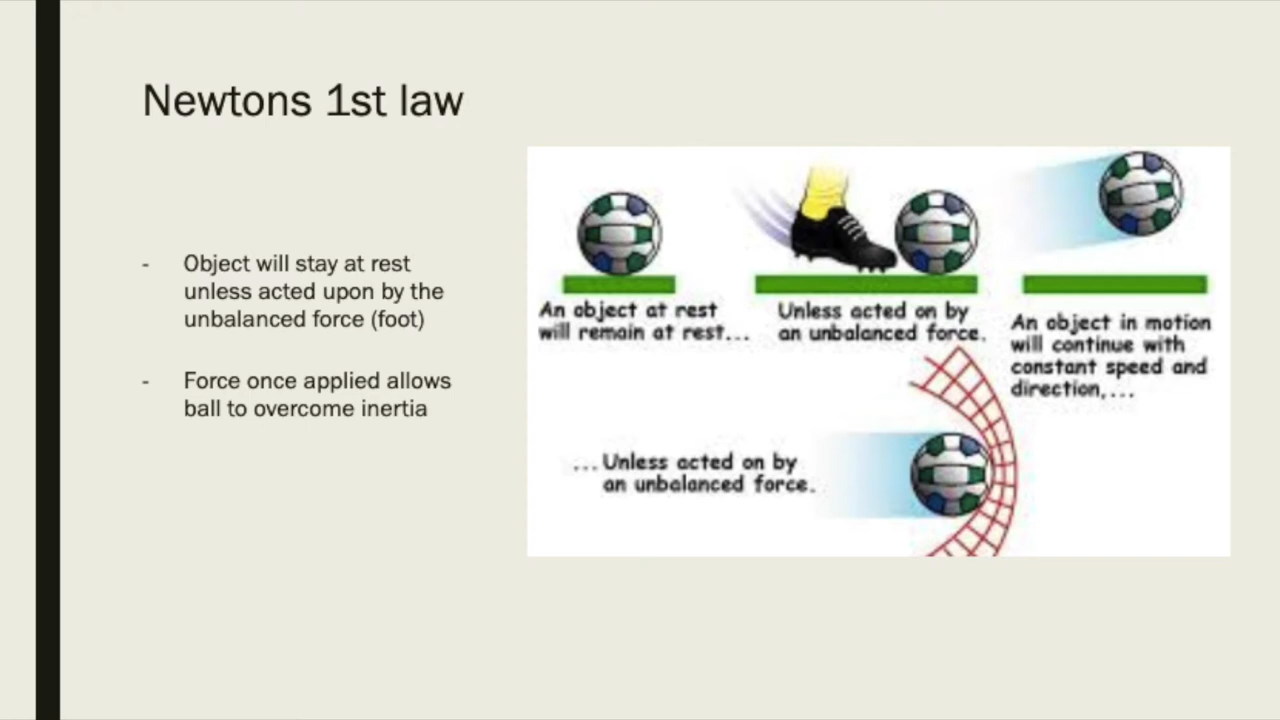 Newtons 1st law
- Object will stay at rest
unless acted upon by the
unbalanced force (foot)
- Force once applied allows
ball to overcome inertia
An object at rest
will remain at rest...
Unless acted on by
an unbalanced force.
An object in motion
will continue with
constant speed and
direction,...
...Unless acted on by
an unbalanced force.